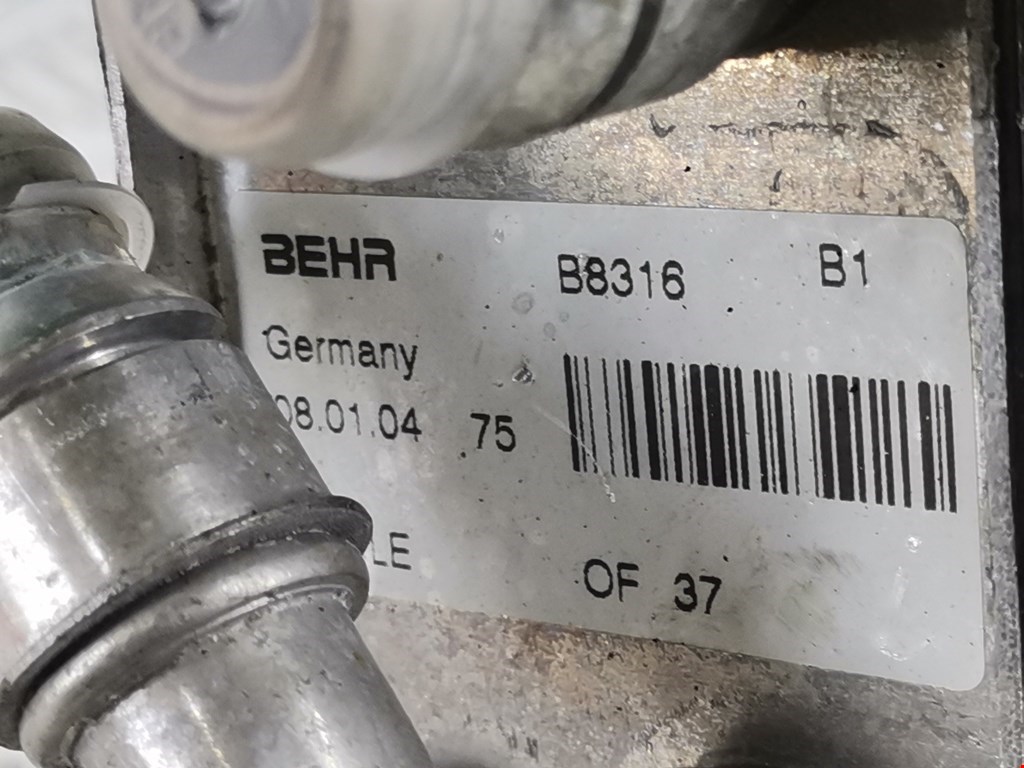 BEHR B8316 B1
Germany
08.01.04 75
LE OF 37